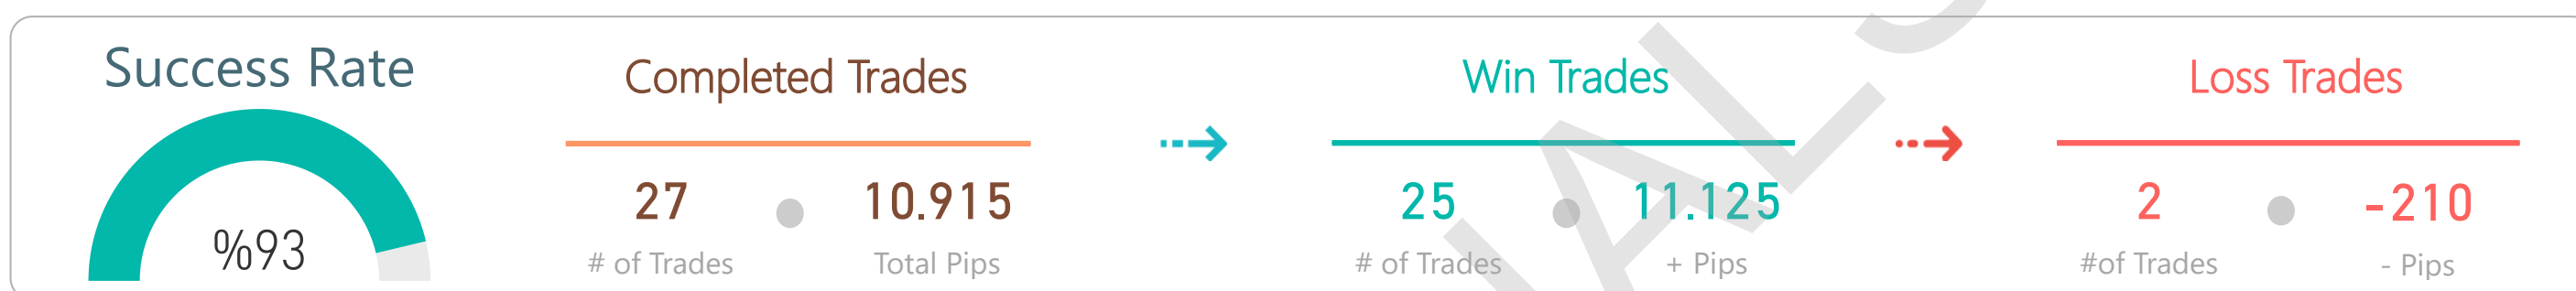 Success Rate
%93
Completed Trades
27 10.915
# of Trades Total Pips
Win Trades
25 11.125
# of Trades + Pips
Loss Trades
2 -210
#of Trades - Pips